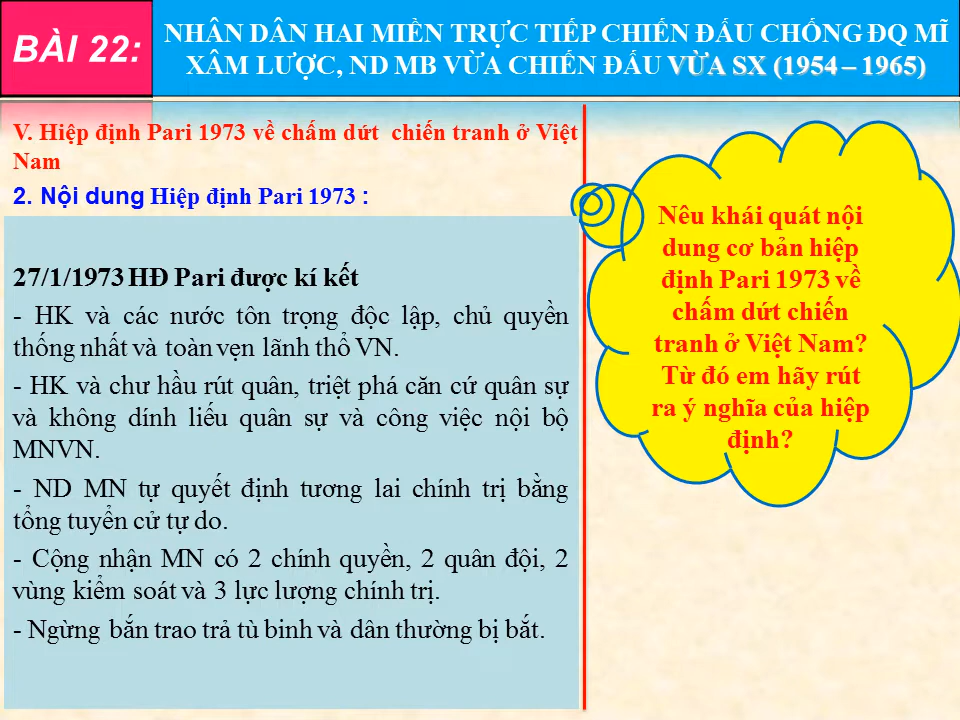 BÀI 22:
NHÂN DÂN HAI MIỀN TRỰC TIẾP CHIẾN ĐẤU CHỐNG ĐQ MĨ
XÂM LƯỢC, ND MB VỪA CHIẾN ĐẤU VỪA SX (1954 – 1965)
V. Hiệp định Pari 1973 về chấm dứt chiến tranh ở Việt
Nam
2. Nội dung Hiệp định Pari 1973 :
27/1/1973 HĐ Pari được kí kết
- HK và các nước tôn trọng độc lập, chủ quyền
thống nhất và toàn vẹn lãnh thổ VN.
- HK và chư hầu rút quân, triệt phá căn cứ quân sự
và không dính liếu quân sự và công việc nội bộ
MNVN.
- ND MN tự quyết định tương lai chính trị bằng
tổng tuyển cử tự do.
- Cộng nhận MN có 2 chính quyền, 2 quân đội, 2
vùng kiểm soát và 3 lực lượng chính trị.
- Ngừng bắn trao trả tù binh và dân thường bị bắt.
Nêu khái quát nội
dung cơ bản hiệp
định Pari 1973 về
chấm dứt chiến
tranh ở Việt Nam?
Từ đó em hãy rút
ra ý nghĩa của hiệp
định?